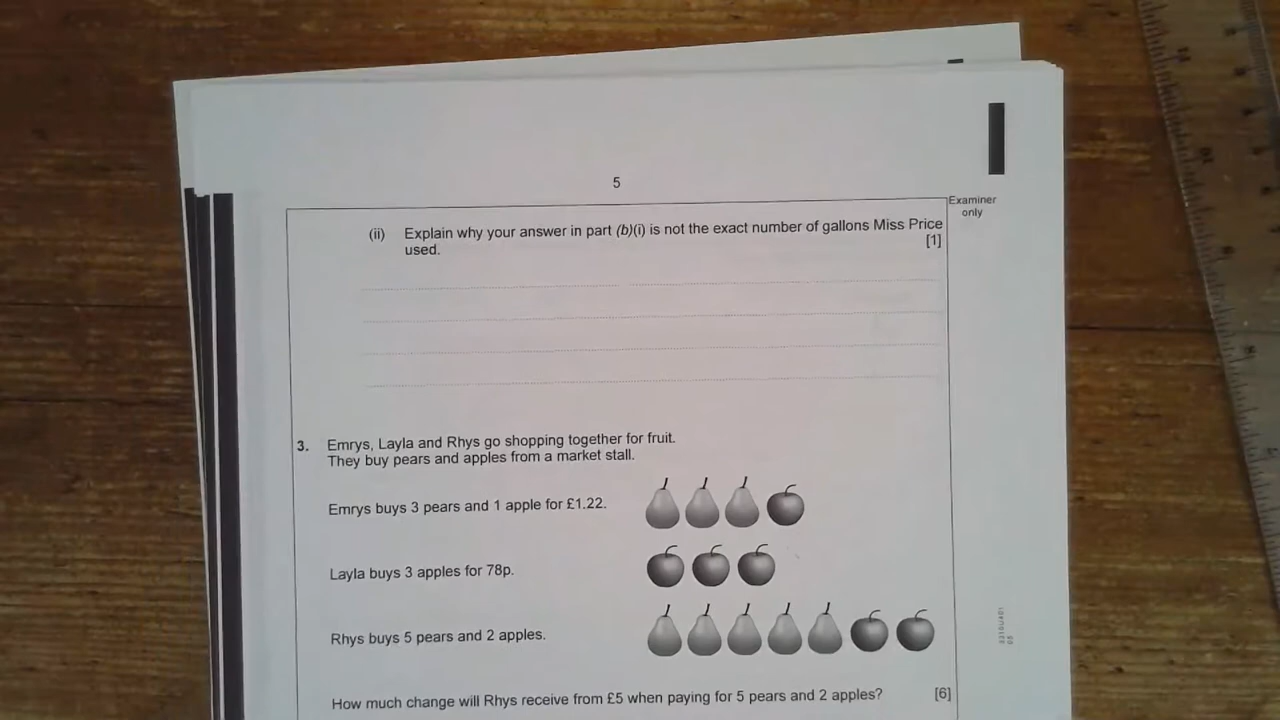 5
Examiner
only
(ii) Explain why your answer in part (b)(i) is not the exact number of gallons Miss Price
used. [1]
3. Emrys, Layla and Rhys go shopping together for fruit.
They buy pears and apples from a market stall.
Emrys buys 3 pears and 1 apple for £1.22.
Layla buys 3 apples for 78p.
Rhys buys 5 pears and 2 apples.
How much change will Rhys receive from £5 when paying for 5 pears and 2 apples? [6]